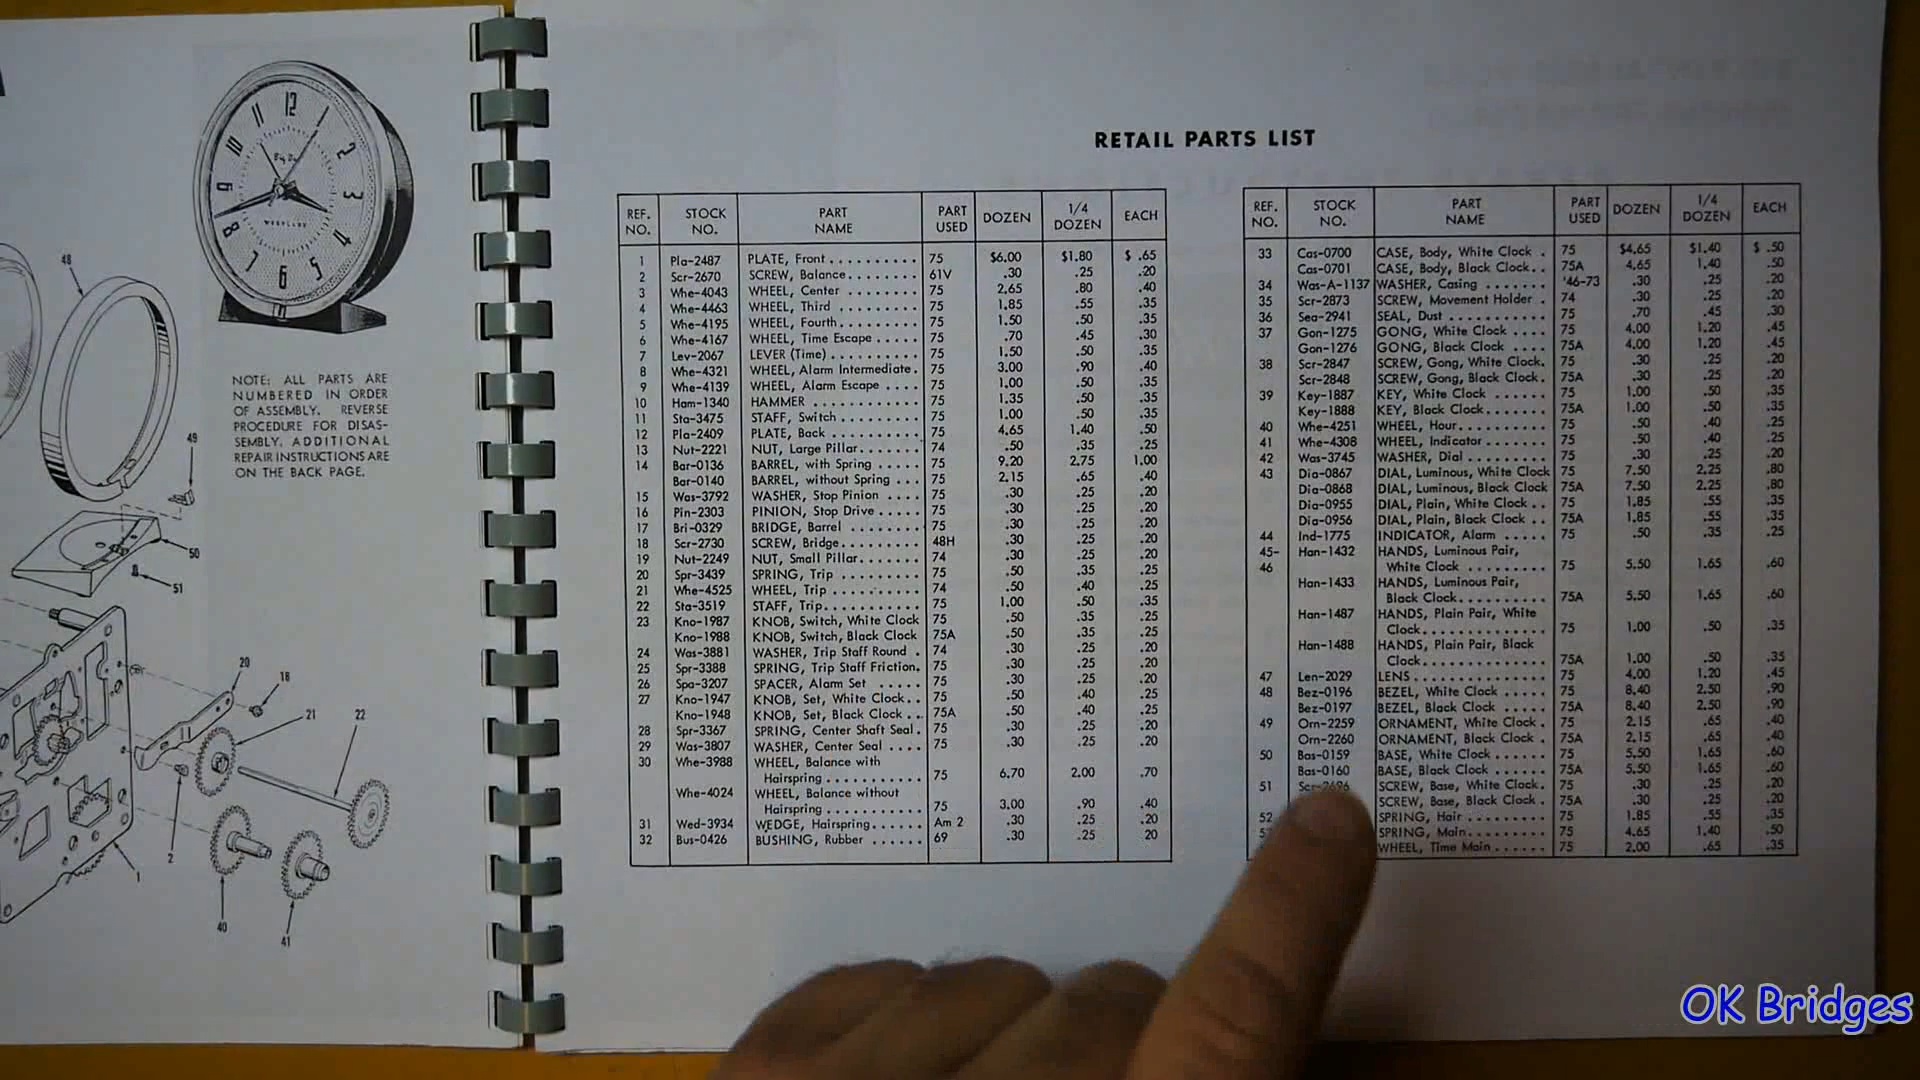 12
11
10
9
8
7
6
5
4
3
2
Big Ben
WESTCLOX
48
NOTE: ALL PARTS ARE
NUMBERED IN ORDER
OF ASSEMBLY. REVERSE
PROCEDURE FOR DISAS-
SEMBLY. ADDITIONAL
REPAIR INSTRUCTIONS ARE
ON THE BACK PAGE.
49
50
51
20
18
21
22
2
1
40
41
RETAIL PARTS LIST
REF. NO. STOCK NO. PART NAME PART USED DOZEN 1/4 DOZEN EACH
1 Pla-2487 PLATE, Front . . . . . . . . . . 75 $6.00 $1.80 $ .65
2 Scr-2670 SCREW, Balance . . . . . . . . 61V .30 .25 .20
3 Whe-4043 WHEEL, Center . . . . . . . . 75 2.65 .80 .40
4 Whe-4463 WHEEL, Third . . . . . . . . . 75 1.85 .55 .35
5 Whe-4195 WHEEL, Fourth . . . . . . . . . 75 1.50 .50 .35
6 Whe-4167 WHEEL, Time Escape . . . . . 75 .70 .45 .30
7 Lev-2067 LEVER (Time) . . . . . . . . . . 75 1.50 .50 .35
8 Whe-4321 WHEEL, Alarm Intermediate . 75 3.00 .90 .40
9 Whe-4139 WHEEL, Alarm Escape . . . . 75 1.00 .50 .35
10 Ham-1340 HAMMER . . . . . . . . . . . . 75 1.35 .50 .35
11 Sta-3475 STAFF, Switch . . . . . . . . . 75 1.00 .50 .35
12 Pla-2409 PLATE, Back . . . . . . . . . . 75 4.65 1.40 .50
13 Nut-2221 NUT, Large Pillar . . . . . . . 74 .50 .35 .25
14 Bar-0136 BARREL, with Spring . . . . . 75 9.20 2.75 1.00
Bar-0140 BARREL, without Spring . . . 75 2.15 .65 .40
15 Was-3792 WASHER, Stop Pinion . . . . 75 .30 .25 .20
16 Pin-2303 PINION, Stop Drive . . . . . 75 .30 .25 .20
17 Bri-0329 BRIDGE, Barrel . . . . . . . . 75 .30 .25 .20
18 Scr-2730 SCREW, Bridge . . . . . . . . . 48H .30 .25 .20
19 Nut-2249 NUT, Small Pillar . . . . . . . 74 .30 .25 .20
20 Spr-3439 SPRING, Trip . . . . . . . . . 75 .50 .35 .25
21 Whe-4525 WHEEL, Trip . . . . . . . . . . 74 .50 .40 .25
22 Sta-3519 STAFF, Trip . . . . . . . . . . . 75 1.00 .50 .35
23 Kno-1987 KNOB, Switch, White Clock 75 .50 .35 .25
Kno-1988 KNOB, Switch, Black Clock 75A .50 .35 .25
24 Was-3881 WASHER, Trip Staff Round . 74 .30 .25 .20
25 Spr-3388 SPRING, Trip Staff Friction. 75 .30 .25 .20
26 Spa-3207 SPACER, Alarm Set . . . . . 75 .30 .25 .20
27 Kno-1947 KNOB, Set, White Clock . . 75 .50 .40 .25
Kno-1948 KNOB, Set, Black Clock . . . 75A .50 .40 .25
28 Spr-3367 SPRING, Center Shaft Seal . 75 .30 .25 .20
29 Was-3807 WASHER, Center Seal . . . . 75 .30 .25 .20
30 Whe-3988 WHEEL, Balance with
Hairspring . . . . . . . . . . . 75 6.70 2.00 .70
Whe-4024 WHEEL, Balance without
Hairspring . . . . . . . . . . . 75 3.00 .90 .40
31 Wed-3934 WEDGE, Hairspring . . . . . . Am 2 .30 .25 .20
32 Bus-0426 BUSHING, Rubber . . . . . . 69 .30 .25 20
REF. NO. STOCK NO. PART NAME PART USED DOZEN 1/4 DOZEN EACH
33 Cas-0700 CASE, Body, White Clock . 75 $4.65 $1.40 $ .50
Cas-0701 CASE, Body, Black Clock . . 75A 4.65 1.40 .50
34 Was-A-1137 WASHER, Casing . . . . . . . '46-73 .30 .25 .20
35 Scr-2873 SCREW, Movement Holder . 74 .30 .25 .20
36 Sea-2941 SEAL, Dust . . . . . . . . . . . 75 .70 .45 .30
37 Gon-1275 GONG, White Clock . . . . 75 4.00 1.20 .45
Gon-1276 GONG, Black Clock . . . . 75A 4.00 1.20 .45
38 Scr-2847 SCREW, Gong, White Clock. 75 .30 .25 .20
Scr-2848 SCREW, Gong, Black Clock. 75A .30 .25 .20
39 Key-1887 KEY, White Clock . . . . . . 75 1.00 .50 .35
Key-1888 KEY, Black Clock . . . . . . . 75A 1.00 .50 .35
40 Whe-4251 WHEEL, Hour . . . . . . . . . . 75 .50 .40 .25
41 Whe-4308 WHEEL, Indicator . . . . . . . 75 .50 .40 .25
42 Was-3745 WASHER, Dial . . . . . . . . . 75 .30 .25 .20
43 Dia-0867 DIAL, Luminous, White Clock 75 7.50 2.25 .80
Dia-0868 DIAL, Luminous, Black Clock 75A 7.50 2.25 .80
Dia-0955 DIAL, Plain, White Clock . . 75 1.85 .55 .35
Dia-0956 DIAL, Plain, Black Clock . . 75A 1.85 .55 .35
44 Ind-1775 INDICATOR, Alarm . . . . . 75 .50 .35 .25
45- Han-1432 HANDS, Luminous Pair,
46 White Clock . . . . . . . . . 75 5.50 1.65 .60
Han-1433 HANDS, Luminous Pair,
Black Clock . . . . . . . . . . 75A 5.50 1.65 .60
Han-1487 HANDS, Plain Pair, White
Clock . . . . . . . . . . . . . . 75 1.00 .50 .35
Han-1488 HANDS, Plain Pair, Black
Clock . . . . . . . . . . . . . . 75A 1.00 .50 .35
47 Len-2029 LENS . . . . . . . . . . . . . . . 75 4.00 1.20 .45
48 Bez-0196 BEZEL, White Clock . . . . . 75 8.40 2.50 .90
Bez-0197 BEZEL, Black Clock . . . . . 75A 8.40 2.50 .90
49 Orn-2259 ORNAMENT, White Clock . 75 2.15 .65 .40
Orn-2260 ORNAMENT, Black Clock . 75A 2.15 .65 .40
50 Bas-0159 BASE, White Clock . . . . . . 75 5.50 1.65 .60
Bas-0160 BASE, Black Clock . . . . . . 75A 5.50 1.65 .60
51 Scr-2696 SCREW, Base, White Clock . 75 .30 .25 .20
SCREW, Base, Black Clock . 75A .30 .25 .20
52 SPRING, Hair . . . . . . . . . 75 1.85 .55 .35
SPRING, Main . . . . . . . . . 75 4.65 1.40 .50
WHEEL, Time Main . . . . . . 75 2.00 .65 .35
OK Bridges